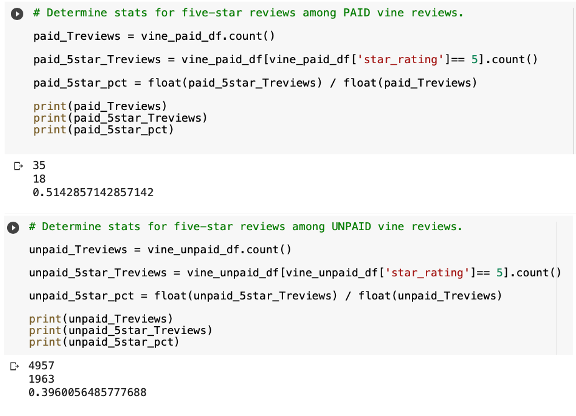 # Determine stats for five-star reviews among PAID vine reviews.
paid_Treviews = vine_paid_df.count()
paid_5star_Treviews = vine_paid_df[vine_paid_df['star_rating']== 5].count()
paid_5star_pct = float(paid_5star_Treviews) / float(paid_Treviews)
print(paid_Treviews)
print(paid_5star_Treviews)
print(paid_5star_pct)
35
18
0.5142857142857142
# Determine stats for five-star reviews among UNPAID vine reviews.
unpaid_Treviews = vine_unpaid_df.count()
unpaid_5star_Treviews = vine_unpaid_df[vine_unpaid_df['star_rating']== 5].count()
unpaid_5star_pct = float(unpaid_5star_Treviews) / float(unpaid_Treviews)
print(unpaid_Treviews)
print(unpaid_5star_Treviews)
print(unpaid_5star_pct)
4957
1963
0.3960056485777688